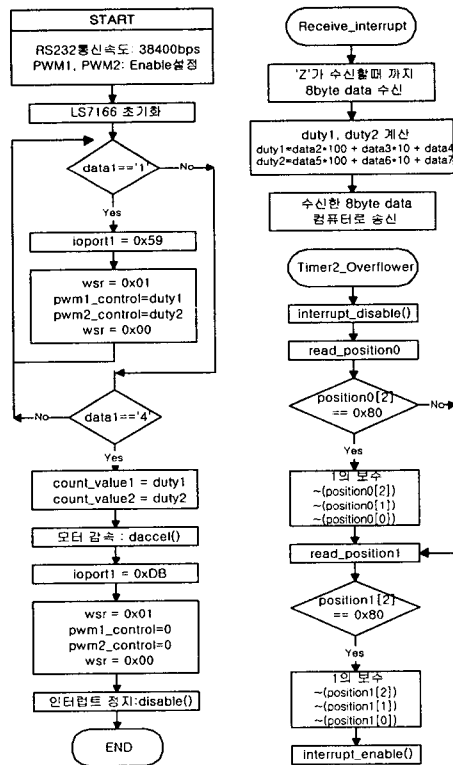 START
RS232통신속도: 38400bps
PWM1, PWM2: Enable설정
LS7166 초기화
data1=='1'
No
Yes
ioport1 = 0x59
wsr = 0x01
pwm1_control=duty1
pwm2_control=duty2
wsr = 0x00
data1=='4'
No
Yes
count_value1 = duty1
count_value2 = duty2
모터 감속 : daccel()
ioport1 = 0xDB
wsr = 0x01
pwm1_control=0
pwm2_control=0
wsr = 0x00
인터럽트 정지:disable()
END
Receive_interrupt
'Z'가 수신할때 까지
8byte data 수신
duty1, duty2 계산
duty1=data2*100 + data3*10 + data4
duty2=data5*100 + data6*10 + data7
수신한 8byte data
컴퓨터로 송신
Timer2_Overflower
interrupt_disable()
read_position0
position0[2]
== 0x80
No
Yes
1의 보수
~(position0[2])
~(position0[1])
~(position0[0])
read_position1
position1[2]
== 0x80
Yes
1의 보수
~(position1[2])
~(position1[1])
~(position1[0])
interrupt_enable()